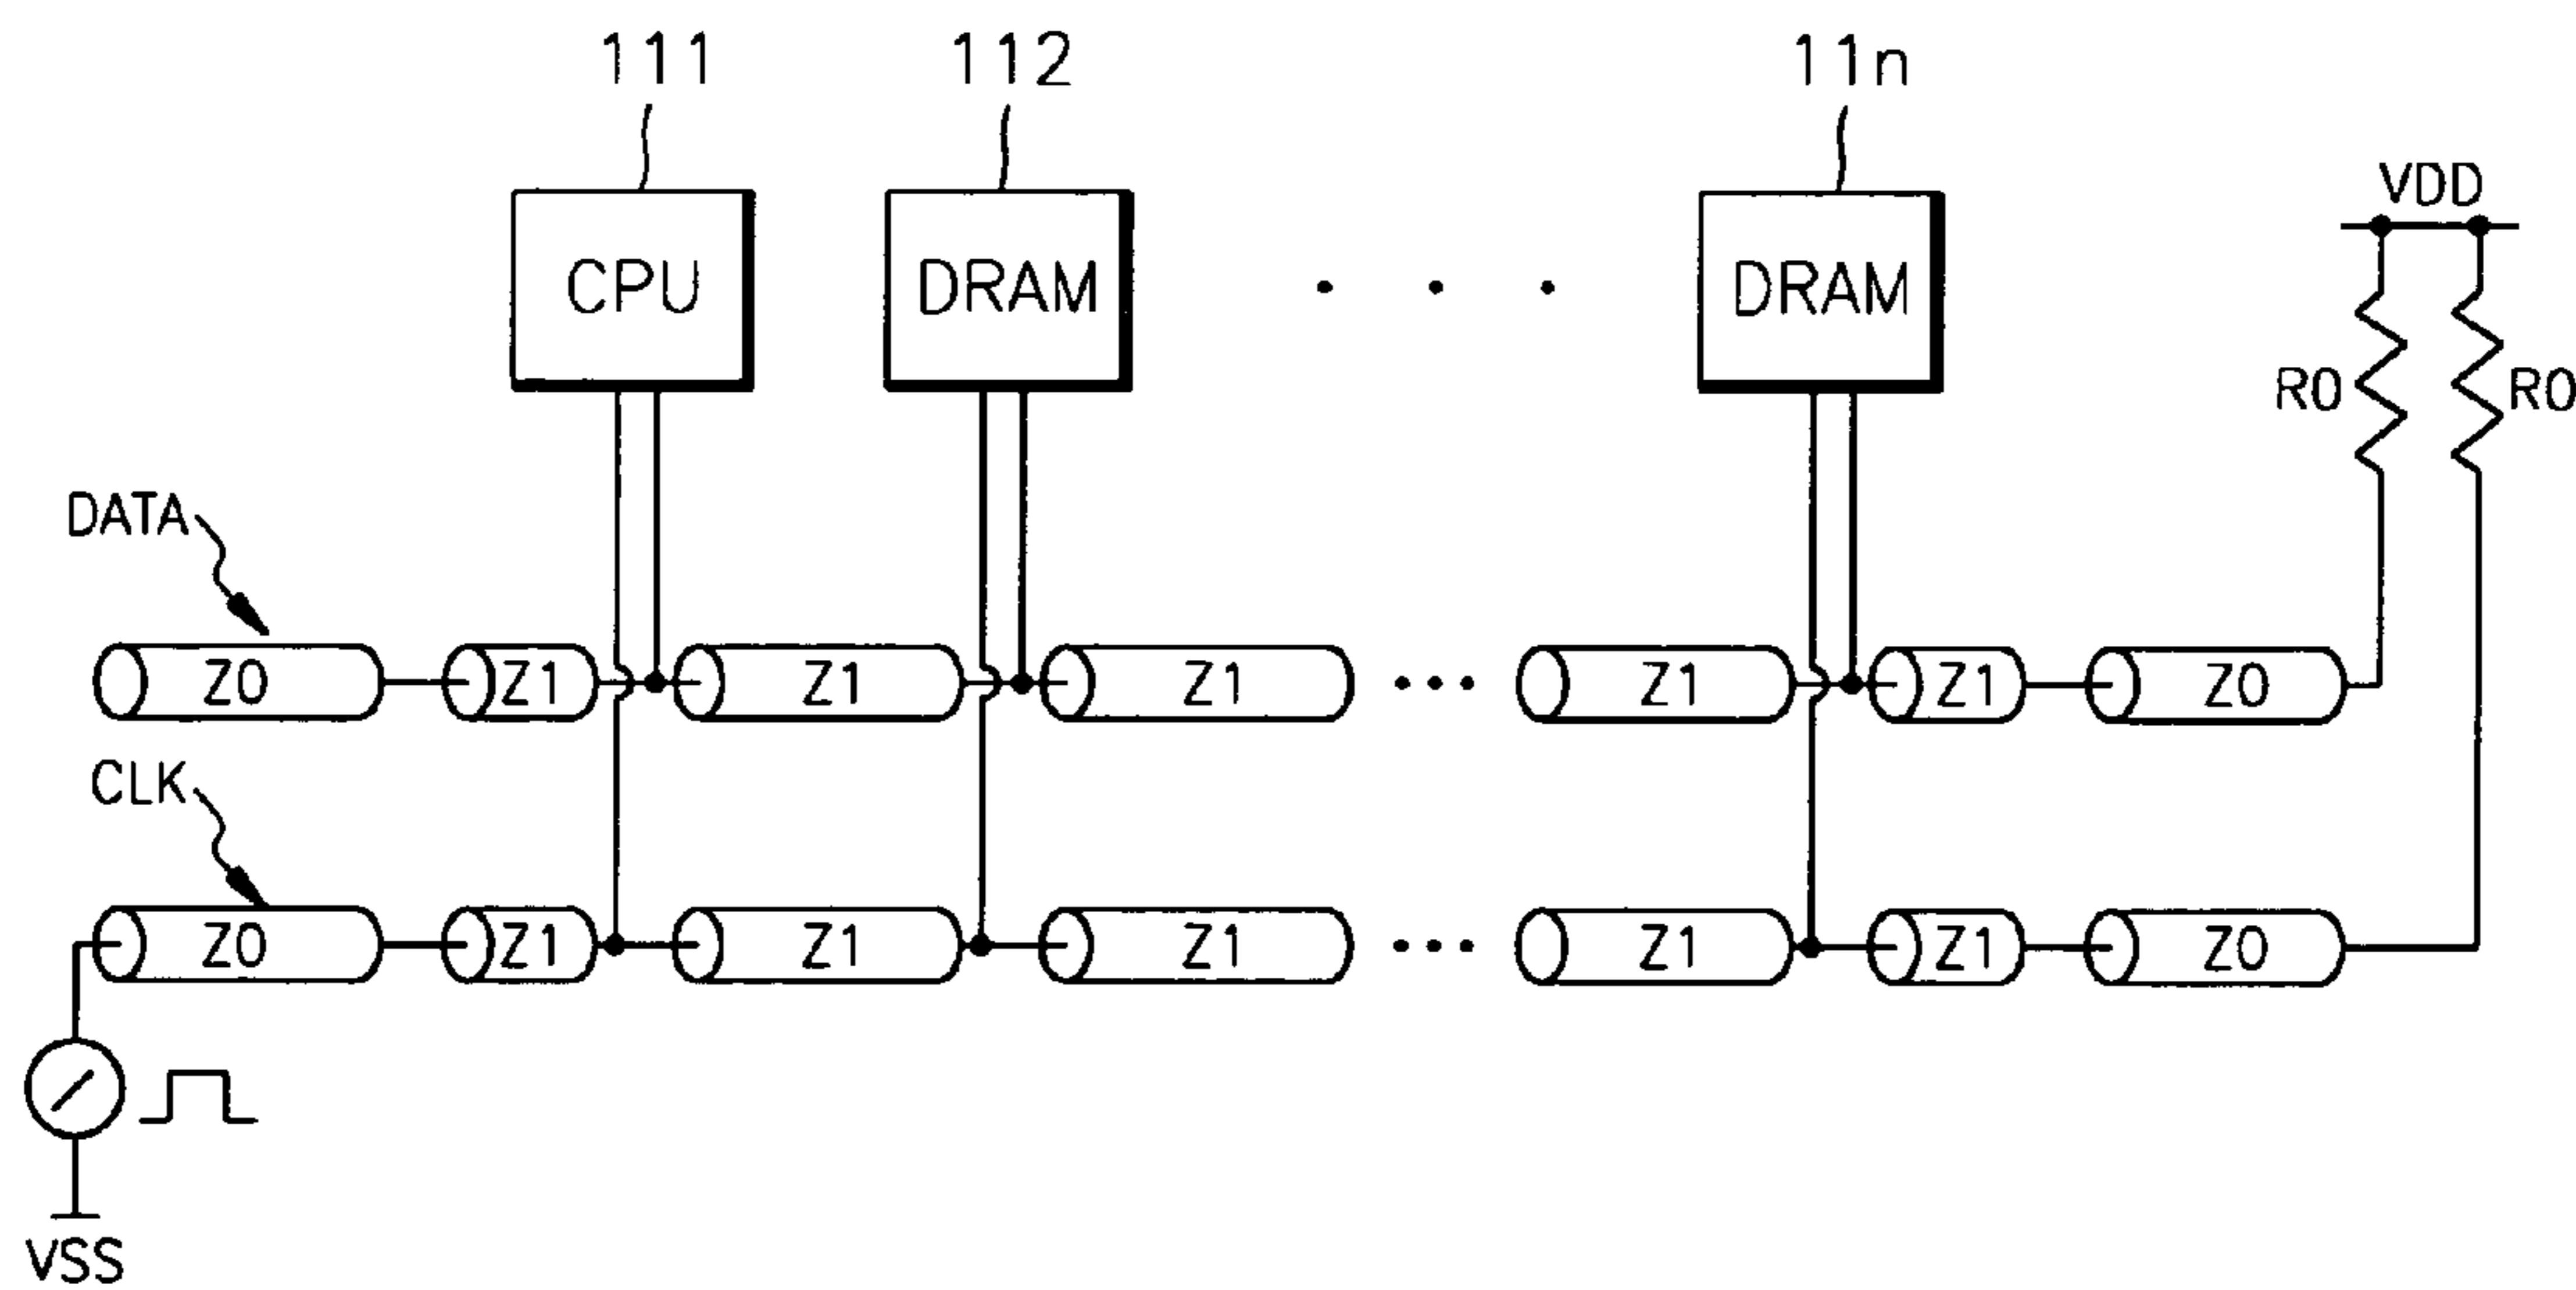 111 112 11n
VDD
CPU DRAM . . . DRAM
R0 R0
DATA
Z0 Z1 Z1 Z1 ... Z1 Z1 Z0
CLK
Z0 Z1 Z1 Z1 ... Z1 Z1 Z0
VSS